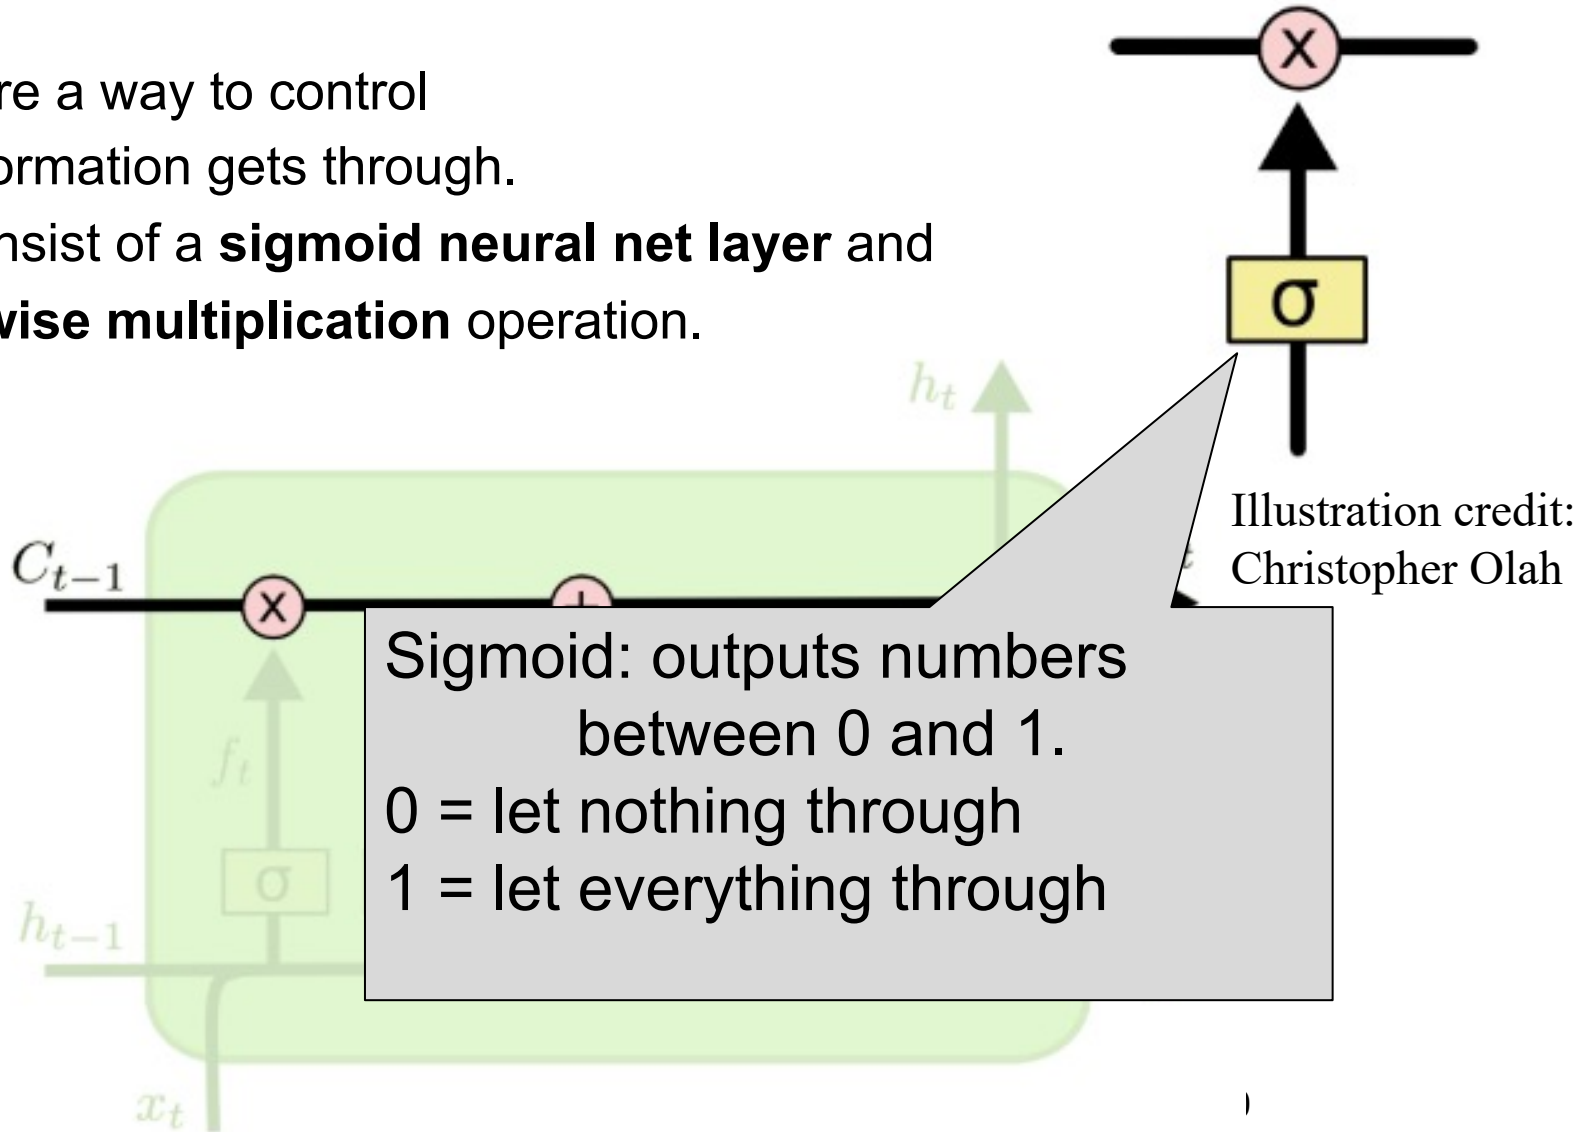 re a way to control
ormation gets through.
nsist of a sigmoid neural net layer and
wise multiplication operation.
x
σ
h_t
Illustration credit:
Christopher Olah
C_{t-1}
x
+
Sigmoid: outputs numbers
between 0 and 1.
0 = let nothing through
1 = let everything through
f_t
σ
h_{t-1}
x_t